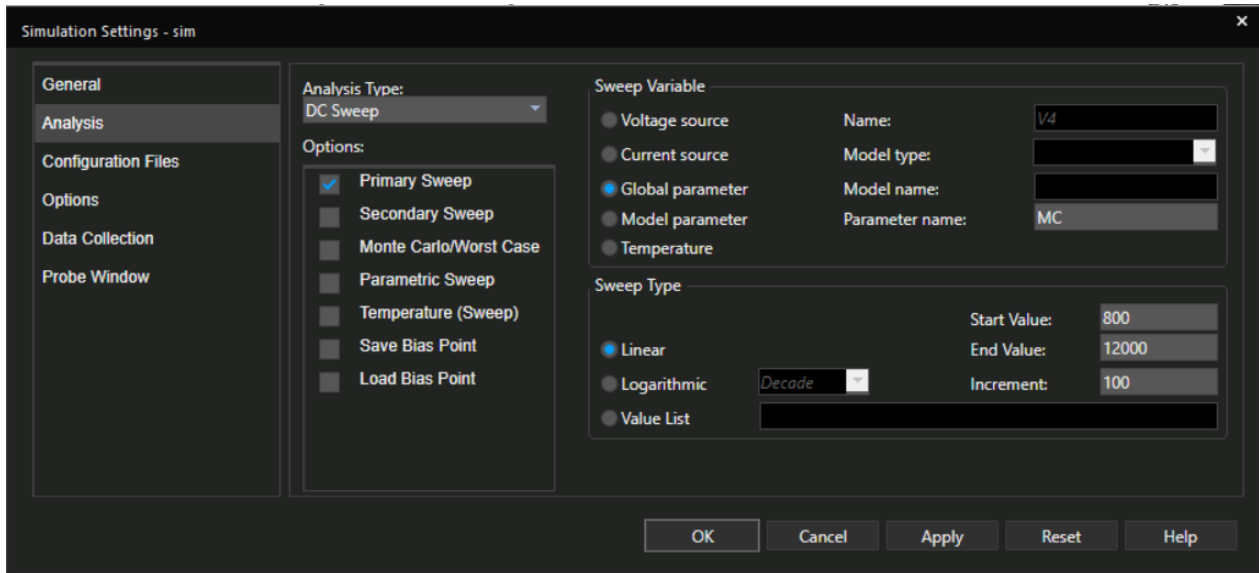 Simulation Settings - sim
General
Analysis
Configuration Files
Options
Data Collection
Probe Window
Analysis Type:
DC Sweep
Options:
Primary Sweep
Secondary Sweep
Monte Carlo/Worst Case
Parametric Sweep
Temperature (Sweep)
Save Bias Point
Load Bias Point
Sweep Variable
Voltage source
Current source
Global parameter
Model parameter
Temperature
Name: V4
Model type:
Model name:
Parameter name: MC
Sweep Type
Linear
Logarithmic Decade
Value List
Start Value: 800
End Value: 12000
Increment: 100
OK Cancel Apply Reset Help